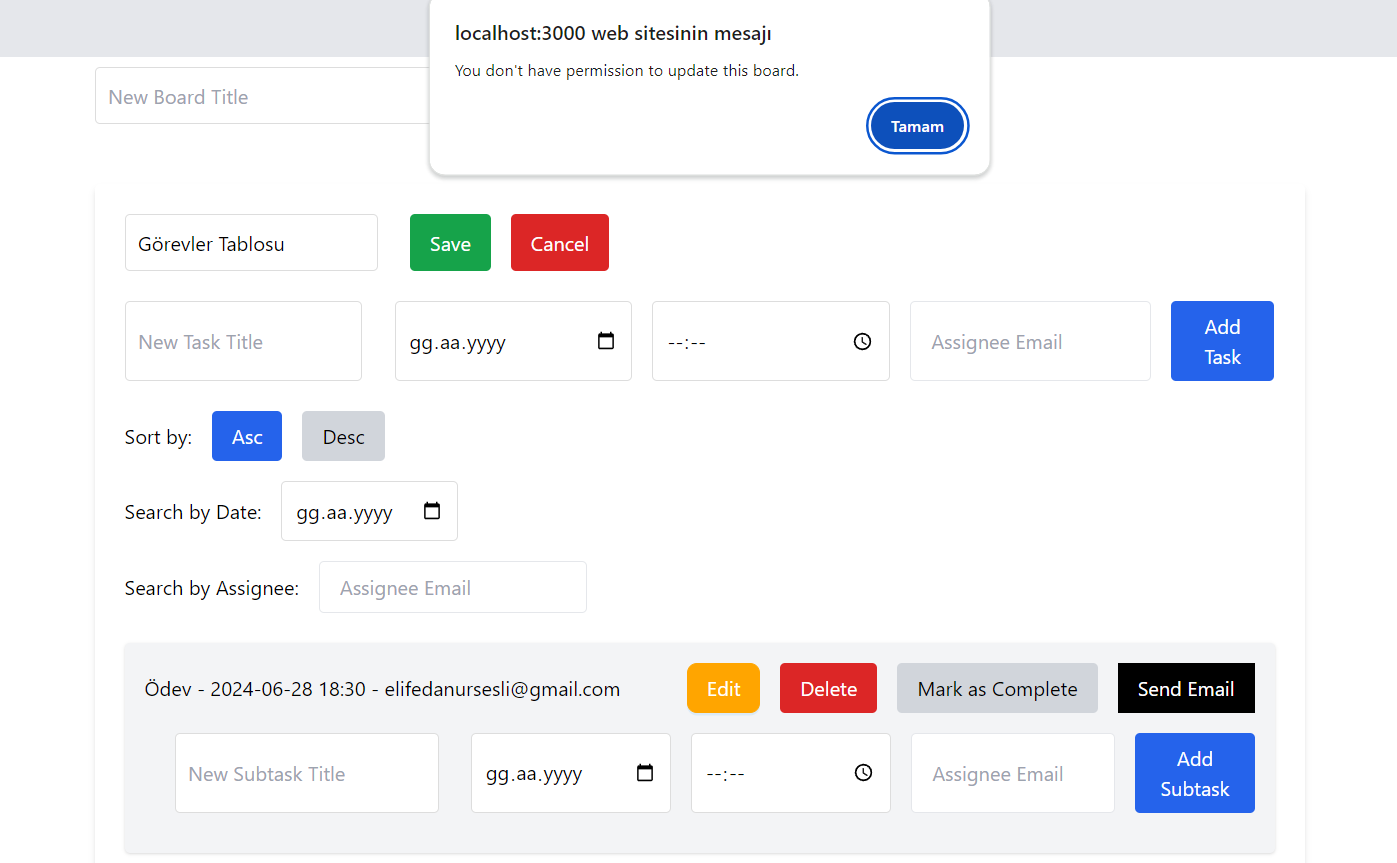 localhost:3000 web sitesinin mesajı
You don't have permission to update this board.
Tamam
New Board Title
Görevler Tablosu
Save
Cancel
New Task Title
gg.aa.yyyy
--:--
Assignee Email
Add
Task
Sort by:
Asc
Desc
Search by Date:
gg.aa.yyyy
Search by Assignee:
Assignee Email
Ödev - 2024-06-28 18:30 - elifedanursesli@gmail.com
Edit
Delete
Mark as Complete
Send Email
New Subtask Title
gg.aa.yyyy
--:--
Assignee Email
Add
Subtask